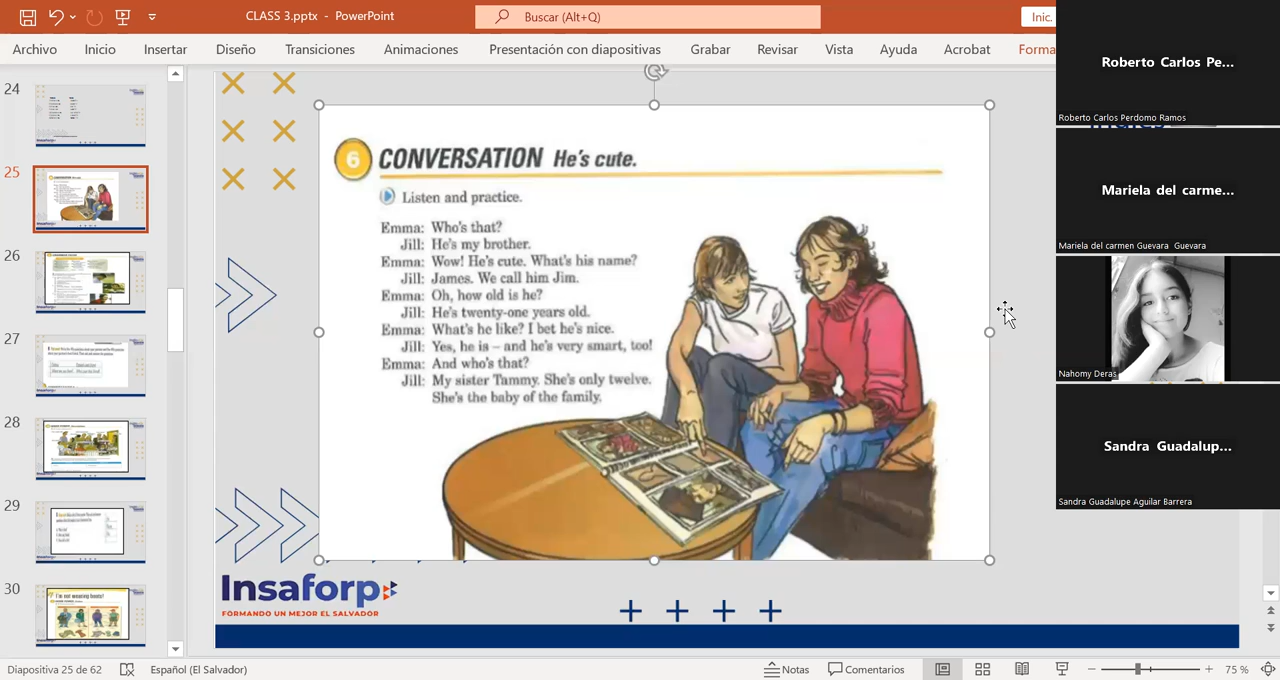 CLASS 3.pptx - PowerPoint
Buscar (Alt+Q)
Inic.
Archivo Inicio Insertar Diseño Transiciones Animaciones Presentación con diapositivas Grabar Revisar Vista Ayuda Acrobat Forma
24
25
26
27
28
29
30
6 CONVERSATION He's cute.
Listen and practice.
Emma: Who's that?
Jill: He's my brother.
Emma: Wow! He's cute. What's his name?
Jill: James. We call him Jim.
Emma: Oh, how old is he?
Jill: He's twenty-one years old.
Emma: What's he like? I bet he's nice.
Jill: Yes, he is – and he's very smart, too!
Emma: And who's that?
Jill: My sister Tammy. She's only twelve.
She's the baby of the family.
Insaforp
FORMANDO UN MEJOR EL SALVADOR
Roberto Carlos Pe...
Roberto Carlos Perdomo Ramos
Mariela del carme...
Mariela del carmen Guevara Guevara
Nahomy Deras
Sandra Guadalup...
Sandra Guadalupe Aguilar Barrera
Diapositiva 25 de 62
Español (El Salvador)
Notas
Comentarios
75 %